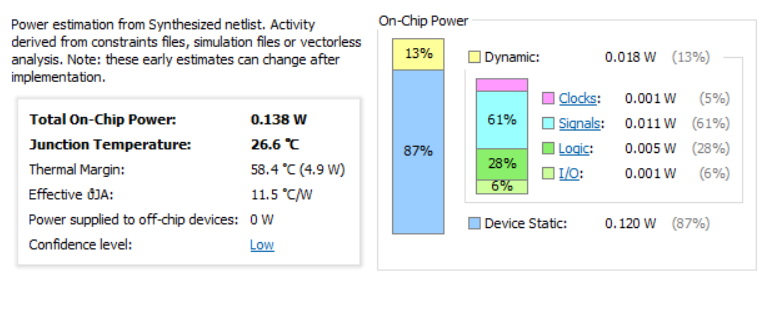 Power estimation from Synthesized netlist. Activity
derived from constraints files, simulation files or vectorless
analysis. Note: these early estimates can change after
implementation.
Total On-Chip Power: 0.138 W
Junction Temperature: 26.6 °C
Thermal Margin: 58.4 °C (4.9 W)
Effective ϑJA: 11.5 °C/W
Power supplied to off-chip devices: 0 W
Confidence level: Low
On-Chip Power
13%
87%
Dynamic: 0.018 W (13%)
61%
28%
6%
Clocks: 0.001 W (5%)
Signals: 0.011 W (61%)
Logic: 0.005 W (28%)
I/O: 0.001 W (6%)
Device Static: 0.120 W (87%)